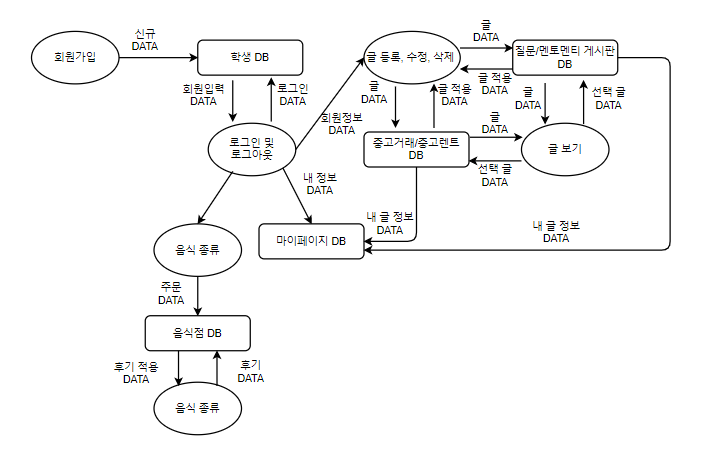 회원가입
신규
DATA
학생 DB
회원입력
DATA
로그인
DATA
로그인 및
로그아웃
회원정보
DATA
내 정보
DATA
음식 종류
주문
DATA
음식점 DB
후기 적용
DATA
후기
DATA
음식 종류
마이페이지 DB
글 등록, 수정, 삭제
글
DATA
글 적용
DATA
질문/멘토멘티 게시판
DB
글
DATA
글 적용
DATA
중고거래/중고렌트
DB
글
DATA
선택 글
DATA
글
DATA
선택 글
DATA
글 보기
내 글 정보
DATA
내 글 정보
DATA